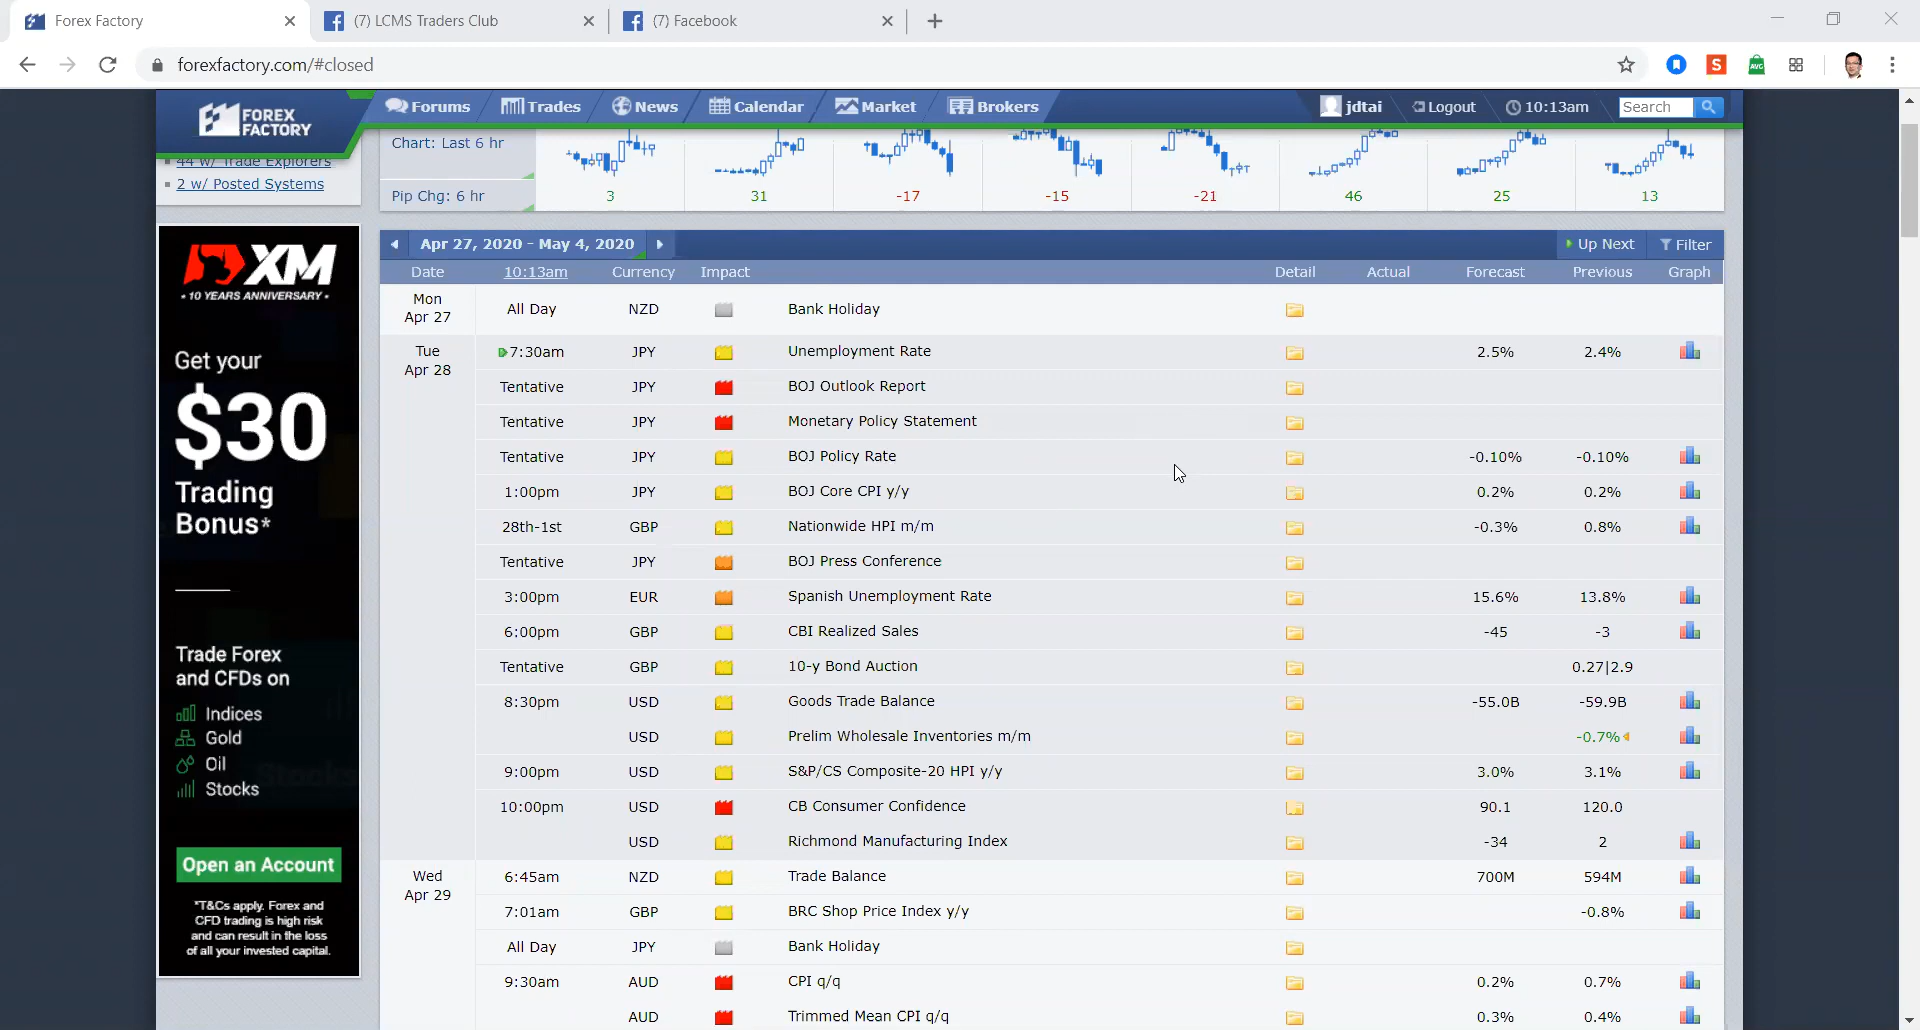 Forex Factory
(7) LCMS Traders Club
(7) Facebook
forexfactory.com/#closed
FOREX
FACTORY
Forums
Trades
News
Calendar
Market
Brokers
jdtai
Logout
10:13am
Search
44 w/ Trade Explorers
2 w/ Posted Systems
Chart: Last 6 hr
Pip Chg: 6 hr 3 31 -17 -15 -21 46 25 13
XM
• 10 YEARS ANNIVERSARY •
Get your
$30
Trading
Bonus*
Trade Forex
and CFDs on
Indices
Gold
Oil
Stocks
Open an Account
*T&Cs apply. Forex and
CFD trading is high risk
and can result in the loss
of all your invested capital.
Apr 27, 2020 - May 4, 2020 Up Next Filter
Date 10:13am Currency Impact Detail Actual Forecast Previous Graph
Mon
Apr 27
All Day NZD Bank Holiday
Tue
Apr 28
7:30am JPY Unemployment Rate 2.5% 2.4%
Tentative JPY BOJ Outlook Report
Tentative JPY Monetary Policy Statement
Tentative JPY BOJ Policy Rate -0.10% -0.10%
1:00pm JPY BOJ Core CPI y/y 0.2% 0.2%
28th-1st GBP Nationwide HPI m/m -0.3% 0.8%
Tentative JPY BOJ Press Conference
3:00pm EUR Spanish Unemployment Rate 15.6% 13.8%
6:00pm GBP CBI Realized Sales -45 -3
Tentative GBP 10-y Bond Auction 0.27|2.9
8:30pm USD Goods Trade Balance -55.0B -59.9B
USD Prelim Wholesale Inventories m/m -0.7%
9:00pm USD S&P/CS Composite-20 HPI y/y 3.0% 3.1%
10:00pm USD CB Consumer Confidence 90.1 120.0
USD Richmond Manufacturing Index -34 2
Wed
Apr 29
6:45am NZD Trade Balance 700M 594M
7:01am GBP BRC Shop Price Index y/y -0.8%
All Day JPY Bank Holiday
9:30am AUD CPI q/q 0.2% 0.7%
AUD Trimmed Mean CPI q/q 0.3% 0.4%